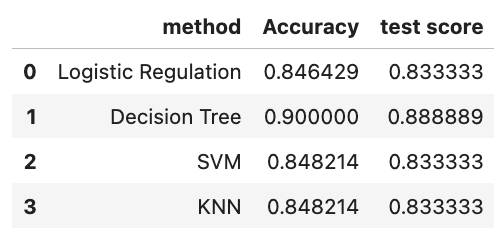 method Accuracy test score
0 Logistic Regulation 0.846429 0.833333
1 Decision Tree 0.900000 0.888889
2 SVM 0.848214 0.833333
3 KNN 0.848214 0.833333